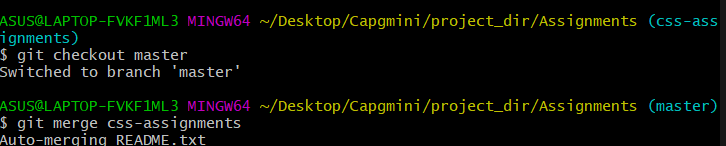 ASUS@LAPTOP-FVKF1ML3 MINGW64 ~/Desktop/Capgmini/project_dir/Assignments (css-ass
ignments)
$ git checkout master
Switched to branch 'master'
ASUS@LAPTOP-FVKF1ML3 MINGW64 ~/Desktop/Capgmini/project_dir/Assignments (master)
$ git merge css-assignments
Auto-merging README.txt